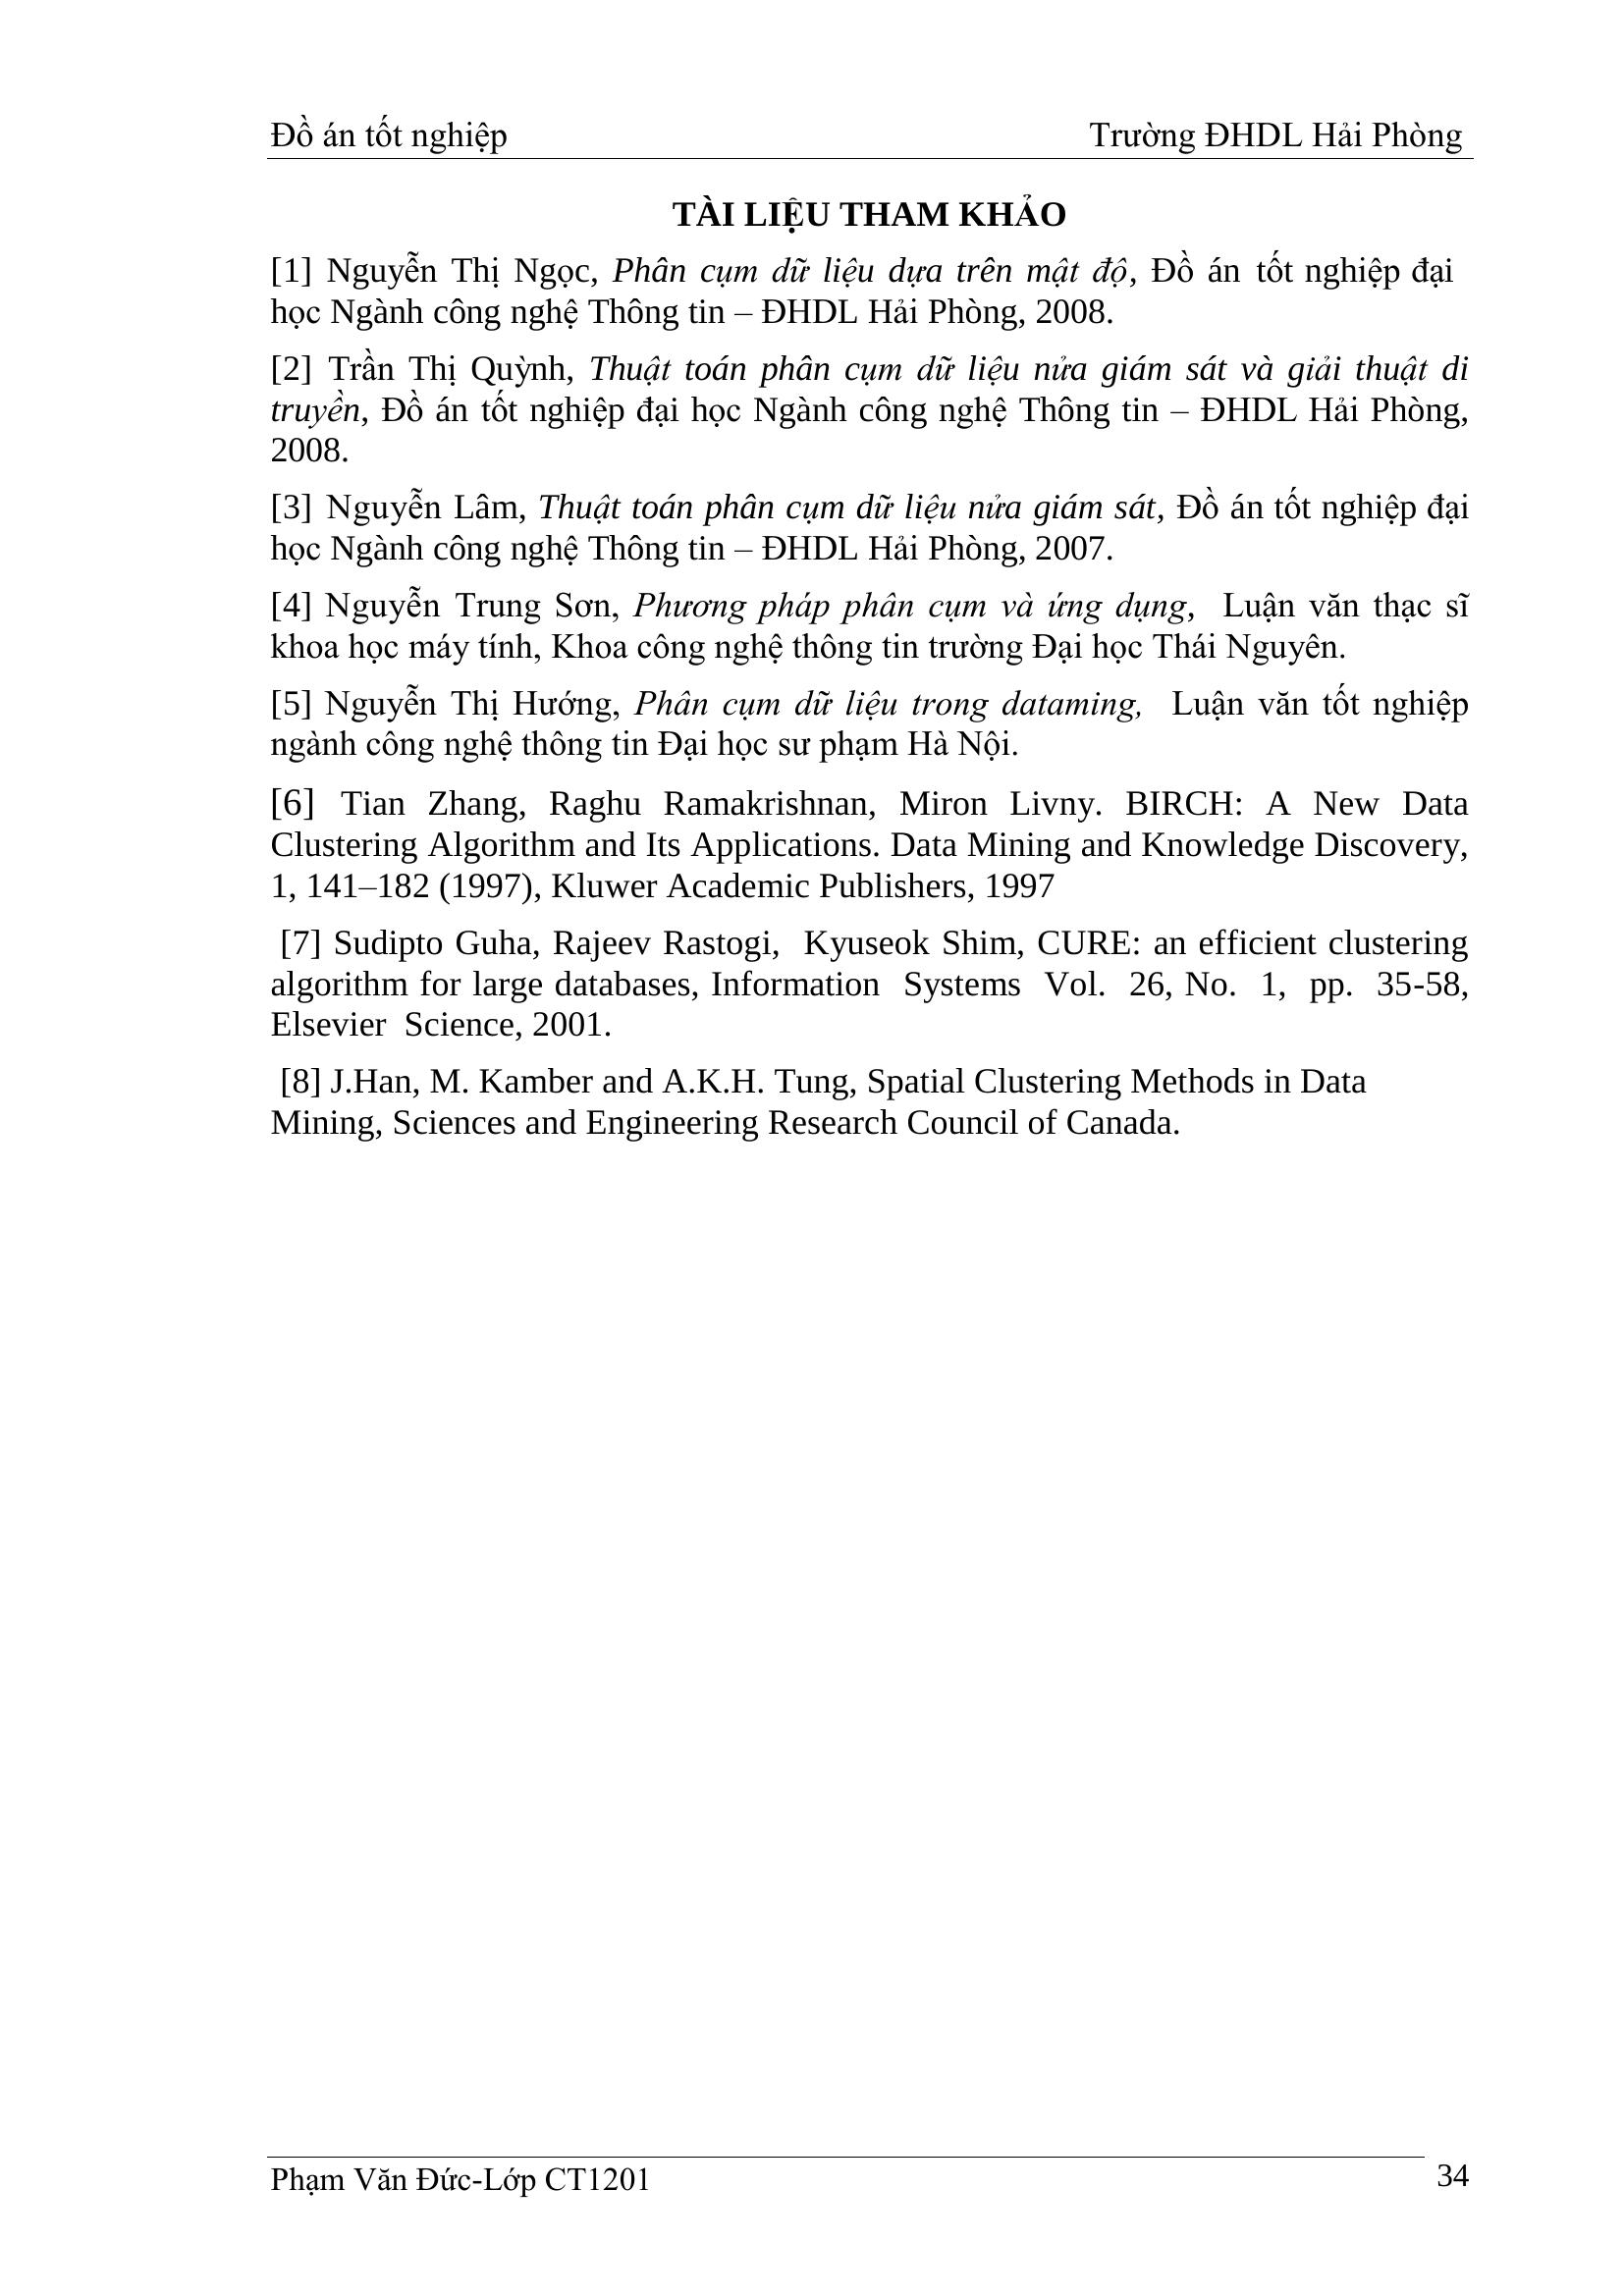 Đồ án tốt nghiệp Trường ĐHDL Hải Phòng
TÀI LIỆU THAM KHẢO
[1] Nguyễn Thị Ngọc, Phân cụm dữ liệu dựa trên mật độ, Đồ án tốt nghiệp đại
học Ngành công nghệ Thông tin – ĐHDL Hải Phòng, 2008.
[2] Trần Thị Quỳnh, Thuật toán phân cụm dữ liệu nửa giám sát và giải thuật di
truyền, Đồ án tốt nghiệp đại học Ngành công nghệ Thông tin – ĐHDL Hải Phòng,
2008.
[3] Nguyễn Lâm, Thuật toán phân cụm dữ liệu nửa giám sát, Đồ án tốt nghiệp đại
học Ngành công nghệ Thông tin – ĐHDL Hải Phòng, 2007.
[4] Nguyễn Trung Sơn, Phương pháp phân cụm và ứng dụng, Luận văn thạc sĩ
khoa học máy tính, Khoa công nghệ thông tin trường Đại học Thái Nguyên.
[5] Nguyễn Thị Hướng, Phân cụm dữ liệu trong dataming, Luận văn tốt nghiệp
ngành công nghệ thông tin Đại học sư phạm Hà Nội.
[6] Tian Zhang, Raghu Ramakrishnan, Miron Livny. BIRCH: A New Data
Clustering Algorithm and Its Applications. Data Mining and Knowledge Discovery,
1, 141–182 (1997), Kluwer Academic Publishers, 1997
[7] Sudipto Guha, Rajeev Rastogi, Kyuseok Shim, CURE: an efficient clustering
algorithm for large databases, Information Systems Vol. 26, No. 1, pp. 35-58,
Elsevier Science, 2001.
[8] J.Han, M. Kamber and A.K.H. Tung, Spatial Clustering Methods in Data
Mining, Sciences and Engineering Research Council of Canada.
Phạm Văn Đức-Lớp CT1201 34